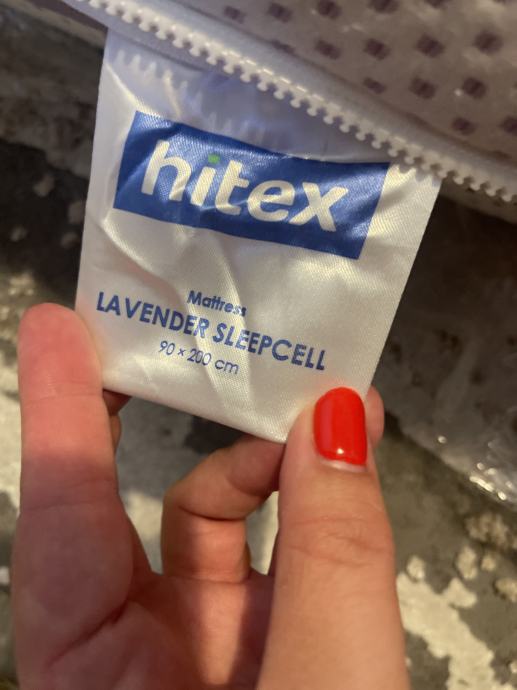 hitex
Mattress
LAVENDER SLEEPCELL
90 × 200 cm